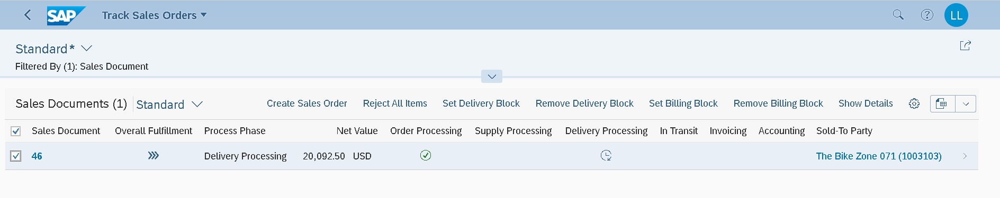 SAP Track Sales Orders LL
Standard*
Filtered By (1): Sales Document
Sales Documents (1) Standard Create Sales Order Reject All Items Set Delivery Block Remove Delivery Block Set Billing Block Remove Billing Block Show Details
Sales Document Overall Fulfillment Process Phase Net Value Order Processing Supply Processing Delivery Processing In Transit Invoicing Accounting Sold-To Party
46 Delivery Processing 20,092.50 USD The Bike Zone 071 (1003103)